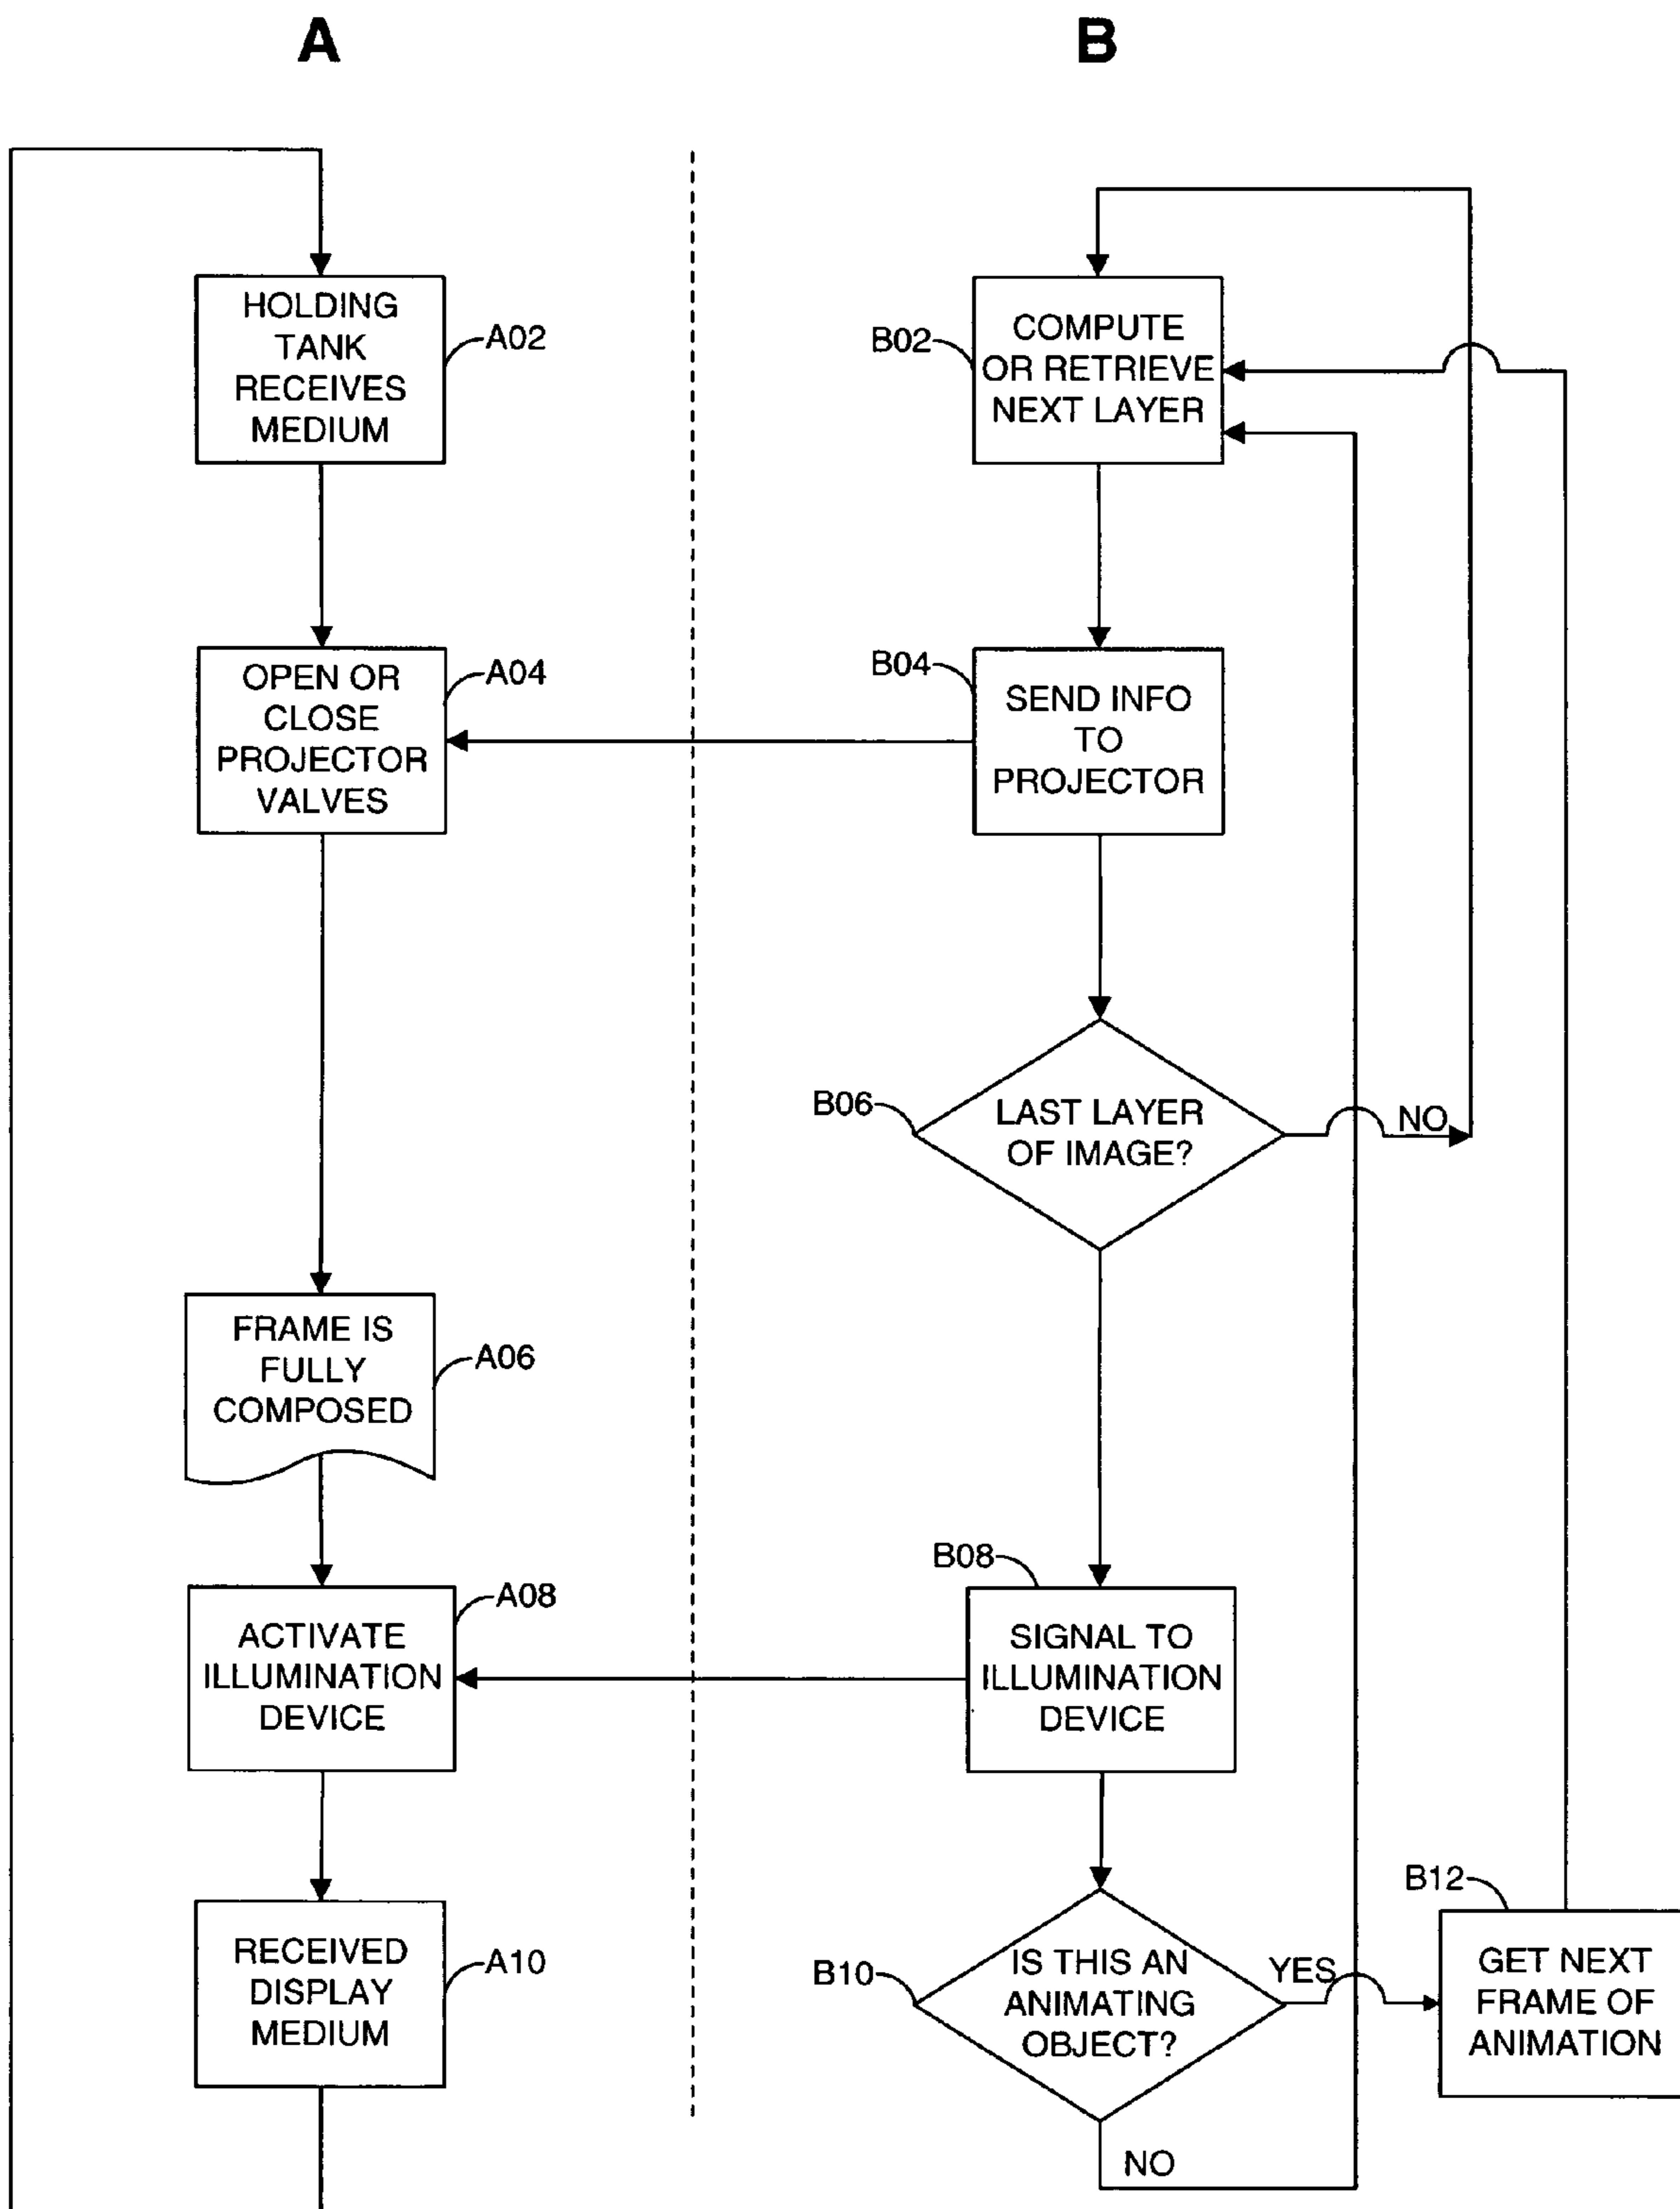 A
HOLDING
TANK
RECEIVES
MEDIUM
A02
OPEN OR
CLOSE
PROJECTOR
VALVES
A04
FRAME IS
FULLY
COMPOSED
A06
ACTIVATE
ILLUMINATION
DEVICE
A08
RECEIVED
DISPLAY
MEDIUM
A10
B
B02
COMPUTE
OR RETRIEVE
NEXT LAYER
B04
SEND INFO
TO
PROJECTOR
B06
LAST LAYER
OF IMAGE?
NO
B08
SIGNAL TO
ILLUMINATION
DEVICE
B10
IS THIS AN
ANIMATING
OBJECT?
YES
NO
B12
GET NEXT
FRAME OF
ANIMATION